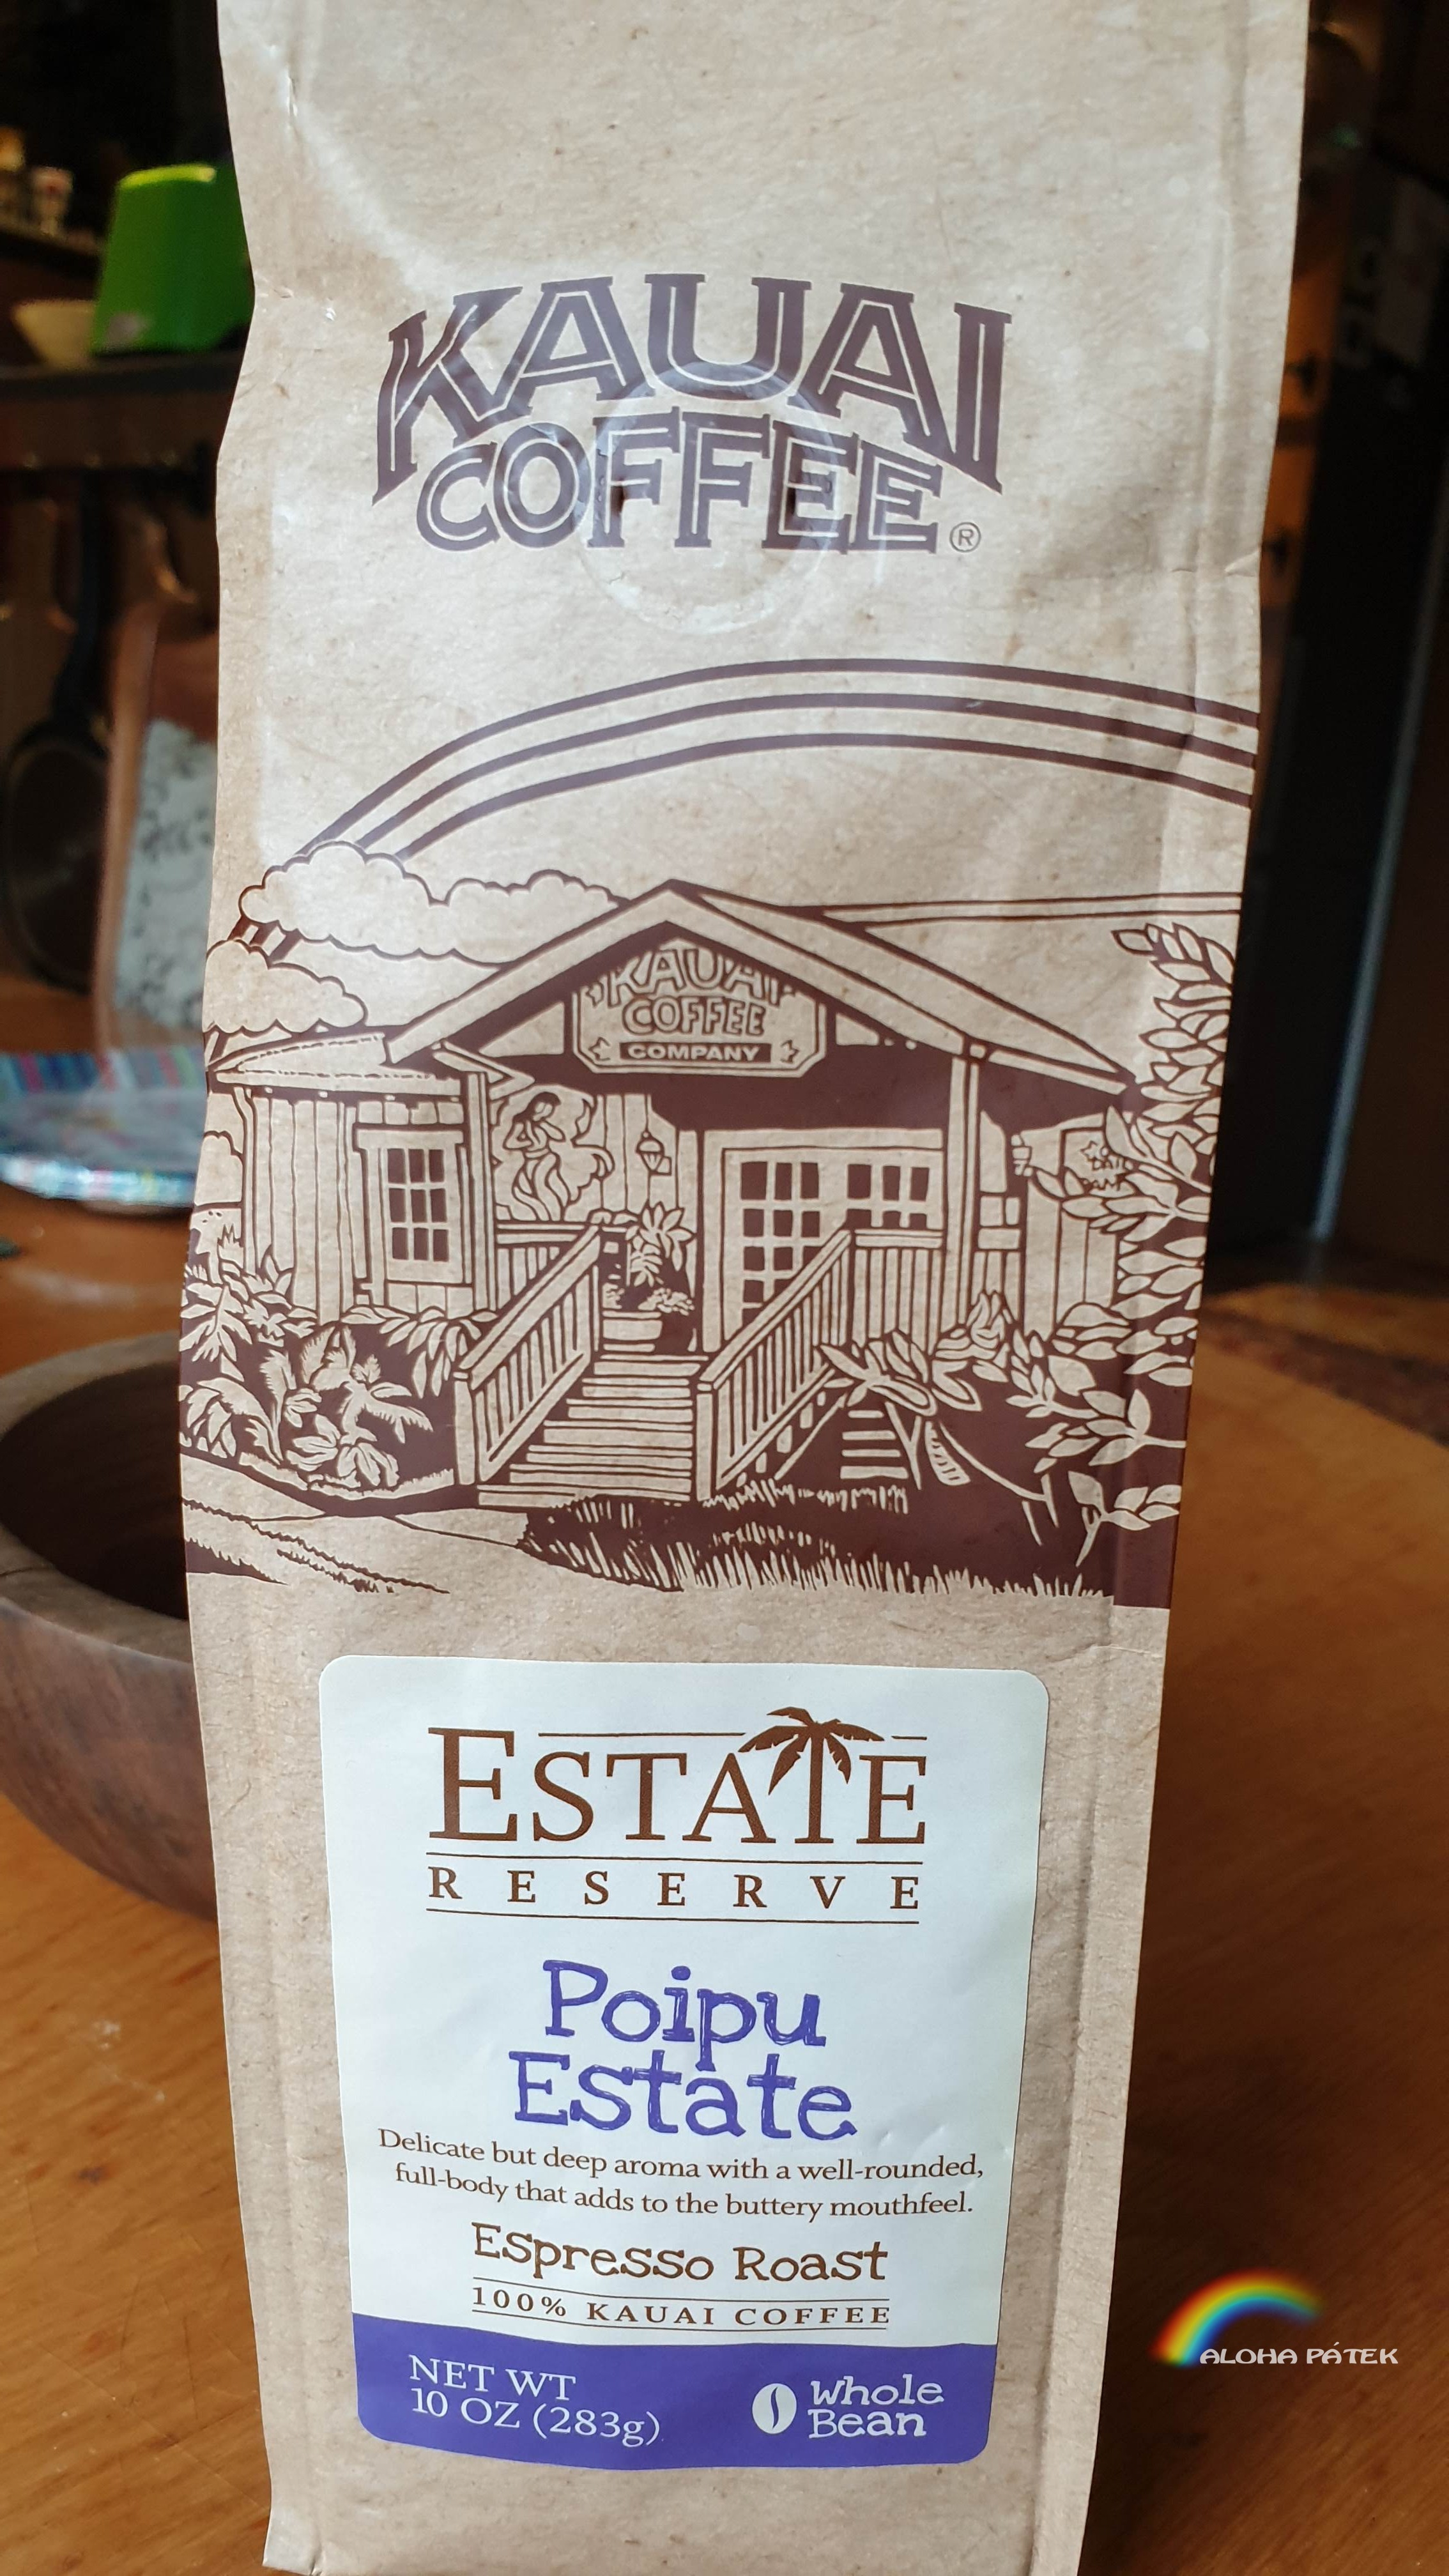 KAUAI
COFFEE®
KAUAI
COFFEE
COMPANY
ESTATE
RESERVE
Poipu
Estate
Delicate but deep aroma with a well-rounded,
full-body that adds to the buttery mouthfeel.
Espresso Roast
100% KAUAI COFFEE
NET WT
10 OZ (283g)
Whole
Bean
ALOHA PÁTEK